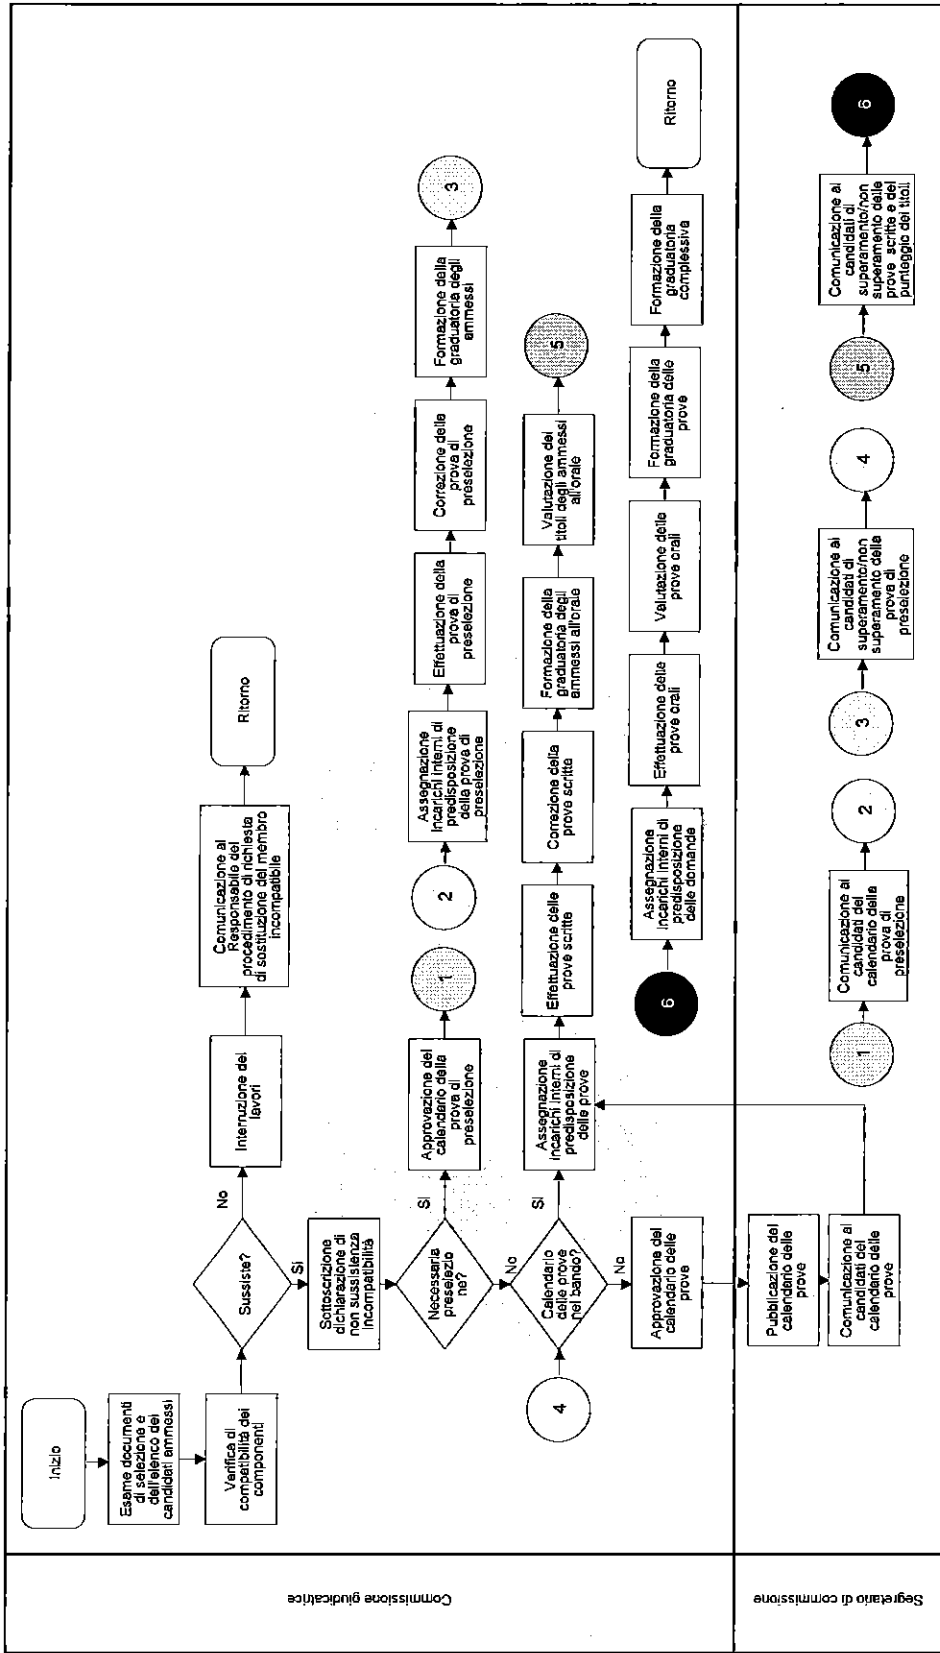 Commissione giudicatrice
Inizio
Esame documenti
di selezione e
dell'elenco dei
candidati ammessi
Verifica di
compatibilità dei
componenti
Sussiste?
No
Interruzione dei
lavori
Comunicazione al
Responsabile del
procedimento di richiesta
di sostituzione del membro
incompatibile
Ritorno
Si
Sottoscrizione
dichiarazione di
non sussistenza
incompatibilità
Necessaria
preselezio
ne?
Si
Approvazione del
calendario della
prova di
preselezione
1
2
Assegnazione
incarichi interni di
predisposizione
della prova di
preselezione
Effettuazione della
prova di
preselezione
Correzione della
prova di
preselezione
Formazione della
graduatoria degli
ammessi
3
No
4
Calendario
delle prove
nel bando?
Si
Assegnazione
incarichi interni di
predisposizione
delle prove
Effettuazione delle
prove scritte
Correzione della
prove scritte
Formazione della
graduatoria degli
ammessi all'orale
Valutazione dei
titoli degli ammessi
all'orale
5
No
Approvazione del
calendario delle
prove
6
Assegnazione
incarichi interni di
predisposizione
delle domande
Effettuazione delle
prove orali
Valutazione delle
prove orali
Formazione della
graduatoria delle
prove
Formazione della
graduatoria
complessiva
Ritorno
Segretario di commissione
Pubblicazione del
calendario delle
prove
Comunicazione ai
candidati del
calendario delle
prove
1
Comunicazione ai
candidati del
calendario della
prova di
preselezione
2
3
Comunicazione ai
candidati di
superamento/non
superamento della
prova di
preselezione
4
5
Comunicazione ai
candidati di
superamento/non
superamento delle
prove scritte e del
punteggio dei titoli
6